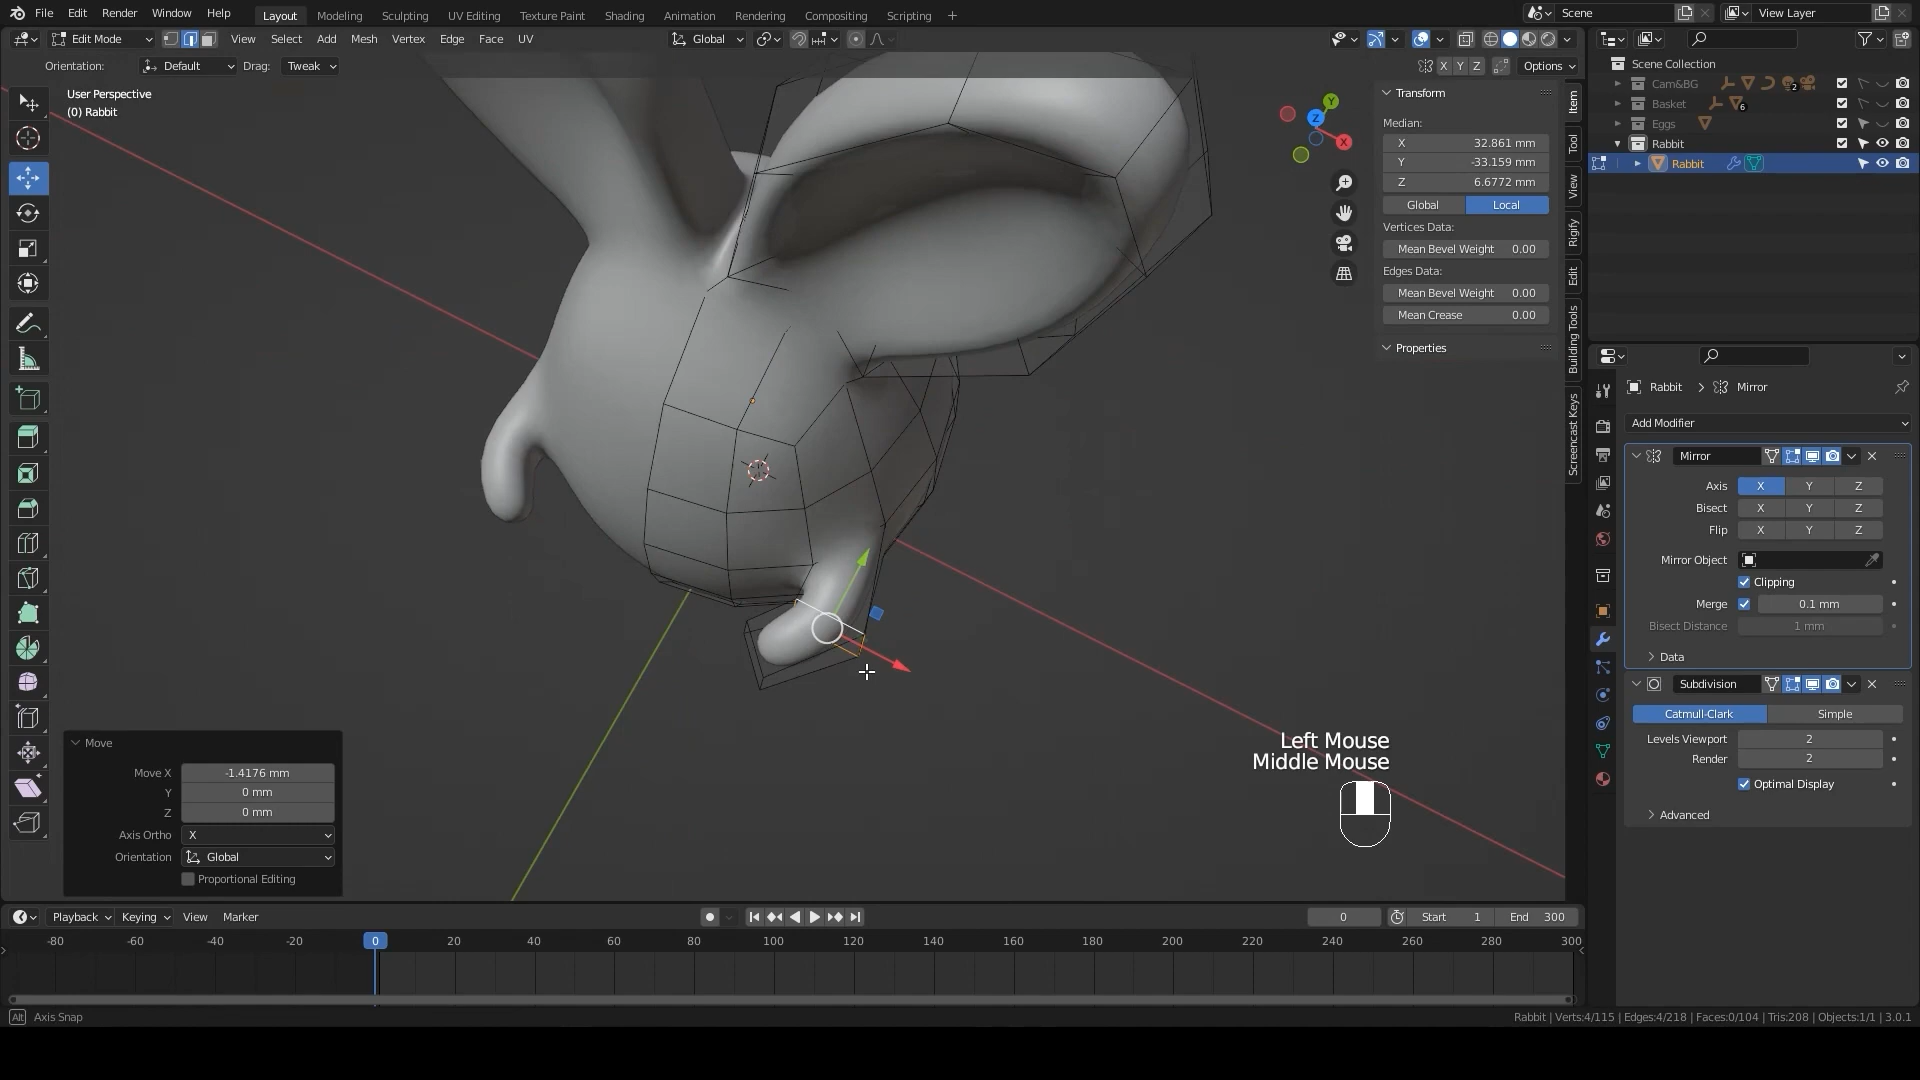 File Edit Render Window Help Layout Modeling Sculpting UV Editing Texture Paint Shading Animation Rendering Compositing Scripting + Scene View Layer
Edit Mode View Select Add Mesh Vertex Edge Face UV Global
Orientation: Default Drag: Tweak X Y Z Options
User Perspective
(0) Rabbit
Z Y X
Transform
Median:
X 32.861 mm
Y -33.159 mm
Z 6.6772 mm
Global Local
Vertices Data:
Mean Bevel Weight 0.00
Edges Data:
Mean Bevel Weight 0.00
Mean Crease 0.00
Properties
Item
Tool
View
Rigify
Edit
Building Tools
Screencast Keys
Scene Collection
Cam&BG 2
Basket 6
Eggs
Rabbit
Rabbit
Rabbit > Mirror
Add Modifier
Mirror
Axis X Y Z
Bisect X Y Z
Flip X Y Z
Mirror Object
Clipping
Merge 0.1 mm
Bisect Distance 1 mm
Data
Subdivision
Catmull-Clark Simple
Levels Viewport 2
Render 2
Optimal Display
Advanced
Left Mouse
Middle Mouse
Move
Move X -1.4176 mm
Y 0 mm
Z 0 mm
Axis Ortho X
Orientation Global
Proportional Editing
Playback Keying View Marker 0 Start 1 End 300
-80 -60 -40 -20 0 20 40 60 80 100 120 140 160 180 200 220 240 260 280 300
Alt Axis Snap
Rabbit | Verts:4/115 | Edges:4/218 | Faces:0/104 | Tris:208 | Objects:1/1 | 3.0.1